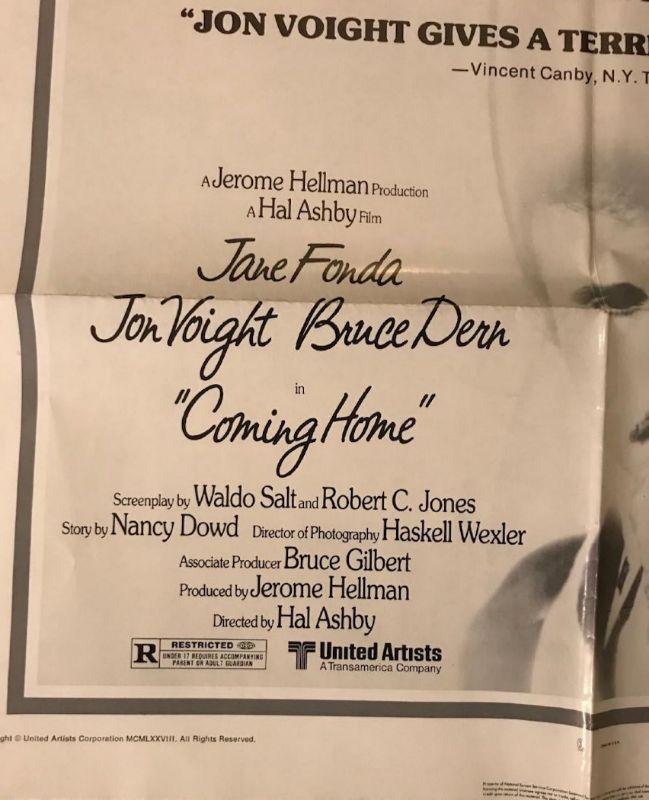 “JON VOIGHT GIVES A TERR
—Vincent Canby, N.Y. T
A Jerome Hellman Production
A Hal Ashby Film
Jane Fonda
Jon Voight Bruce Dern
in
"Coming Home"
Screenplay by Waldo Salt and Robert C. Jones
Story by Nancy Dowd Director of Photography Haskell Wexler
Associate Producer Bruce Gilbert
Produced by Jerome Hellman
Directed by Hal Ashby
R RESTRICTED
UNDER 17 REQUIRES ACCOMPANYING
PARENT OR ADULT GUARDIAN
United Artists
A Transamerica Company
ght © United Artists Corporation MCMLXXVIII. All Rights Reserved.